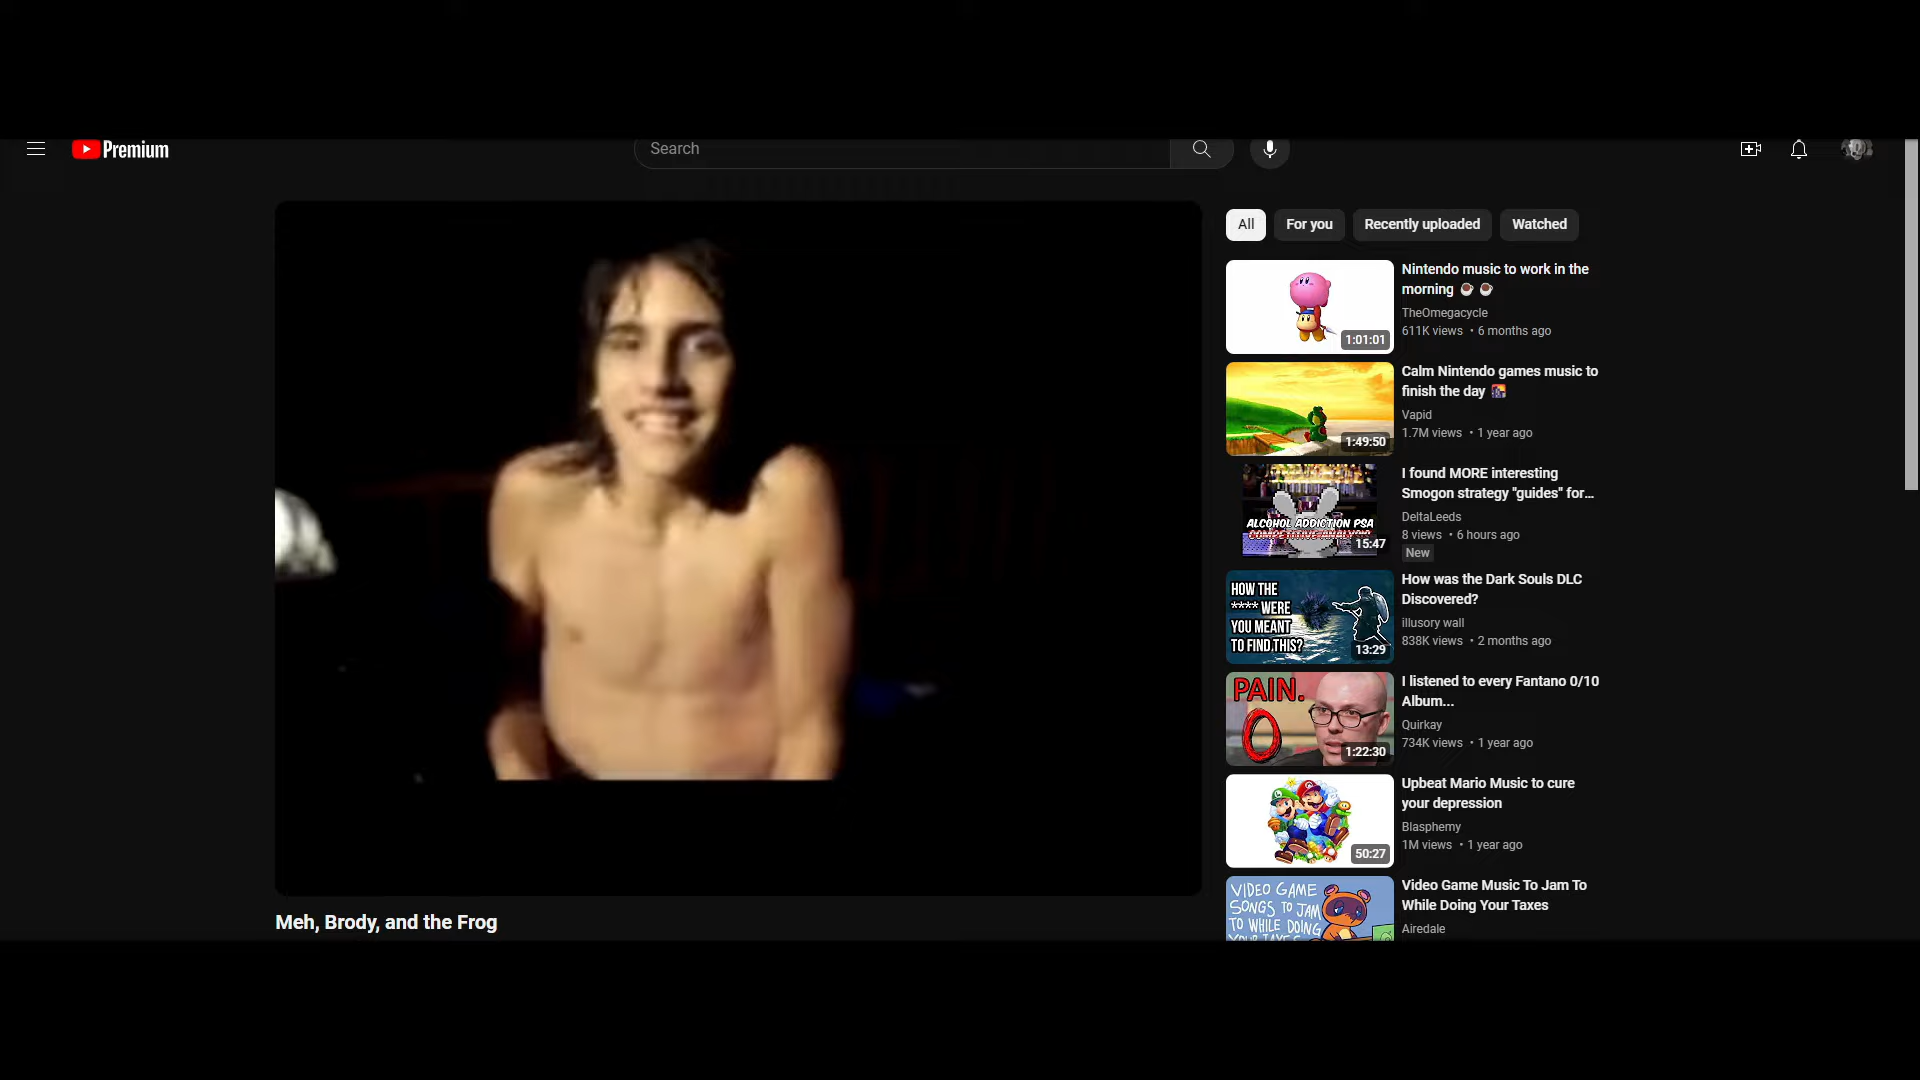 Premium
Search
All
For you
Recently uploaded
Watched
1:01:01
Nintendo music to work in the
morning
TheOmegacycle
611K views • 6 months ago
1:49:50
Calm Nintendo games music to
finish the day
Vapid
1.7M views • 1 year ago
ALCOHOL ADDICTION PSA
COMPETITIVE ANALYSIS
15:47
I found MORE interesting
Smogon strategy "guides" for...
DeltaLeeds
8 views • 6 hours ago
New
HOW THE
**** WERE
YOU MEANT
TO FIND THIS?
13:29
How was the Dark Souls DLC
Discovered?
illusory wall
838K views • 2 months ago
PAIN.
0
1:22:30
I listened to every Fantano 0/10
Album...
Quirkay
734K views • 1 year ago
50:27
Upbeat Mario Music to cure
your depression
Blasphemy
1M views • 1 year ago
VIDEO GAME
SONGS TO JAM
TO WHILE DOING
YOUR TAXES
Video Game Music To Jam To
While Doing Your Taxes
Airedale
Meh, Brody, and the Frog